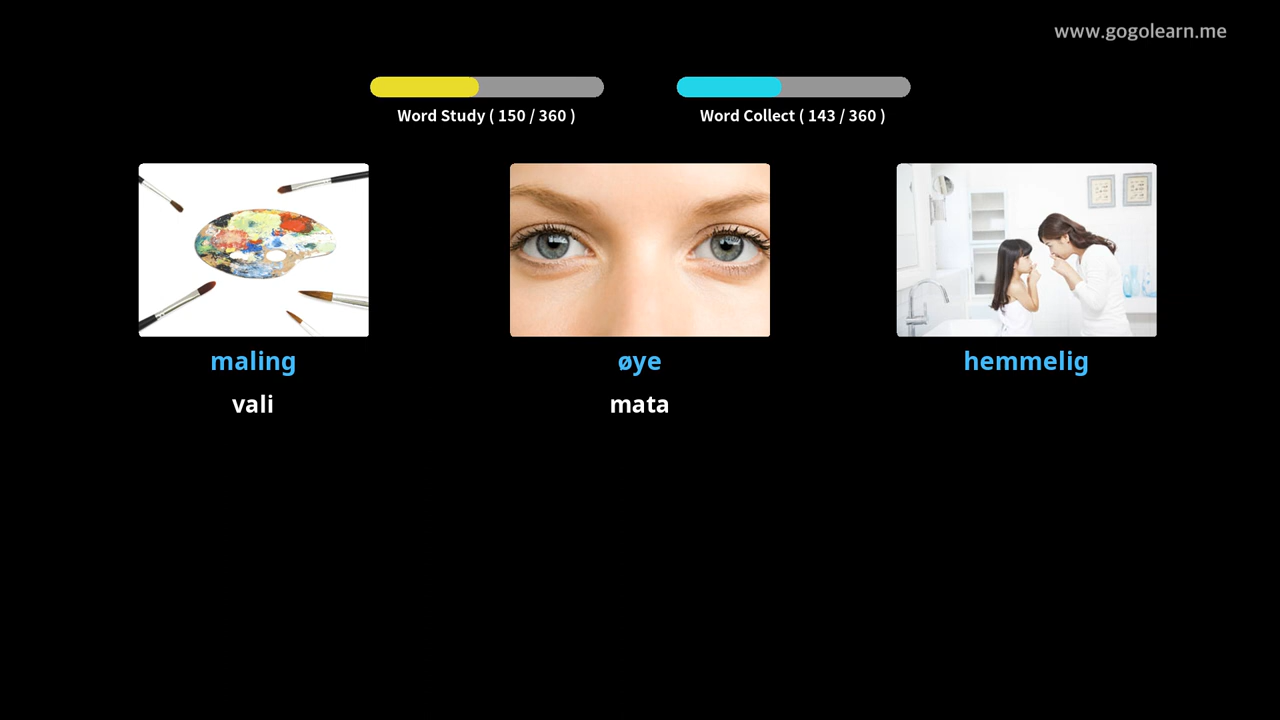 www.gogolearn.me
Word Study ( 150 / 360 )
Word Collect ( 143 / 360 )
maling
øye
hemmelig
vali
mata